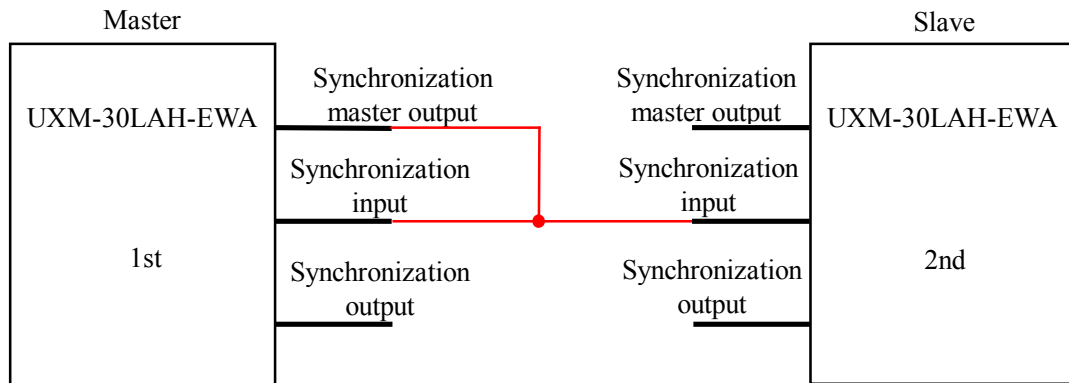 Master
Slave
Synchronization
master output
Synchronization
master output
UXM-30LAH-EWA
UXM-30LAH-EWA
Synchronization
input
Synchronization
input
1st
2nd
Synchronization
output
Synchronization
output